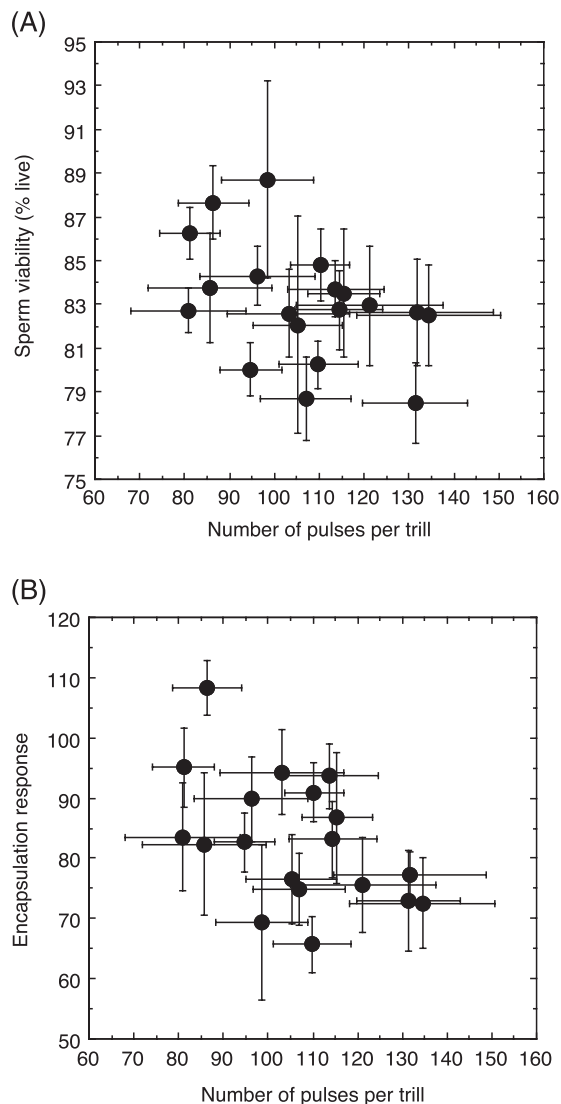 (A)
95
93
91
89
87
85
83
81
79
77
75
Sperm viability (% live)
60 70 80 90 100 110 120 130 140 150 160
Number of pulses per trill
(B)
120
110
100
90
80
70
60
50
Encapsulation response
60 70 80 90 100 110 120 130 140 150 160
Number of pulses per trill